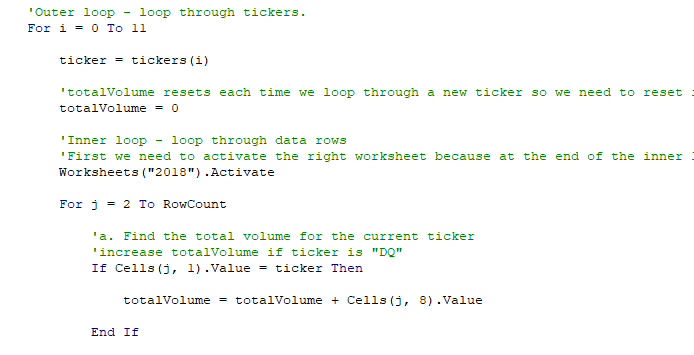 'Outer loop - loop through tickers.
For i = 0 To 11
ticker = tickers(i)
'totalVolume resets each time we loop through a new ticker so we need to reset
totalVolume = 0
'Inner loop - loop through data rows
'First we need to activate the right worksheet because at the end of the inner
Worksheets("2018").Activate
For j = 2 To RowCount
'a. Find the total volume for the current ticker
'increase totalVolume if ticker is "DQ"
If Cells(j, 1).Value = ticker Then
totalVolume = totalVolume + Cells(j, 8).Value
End If